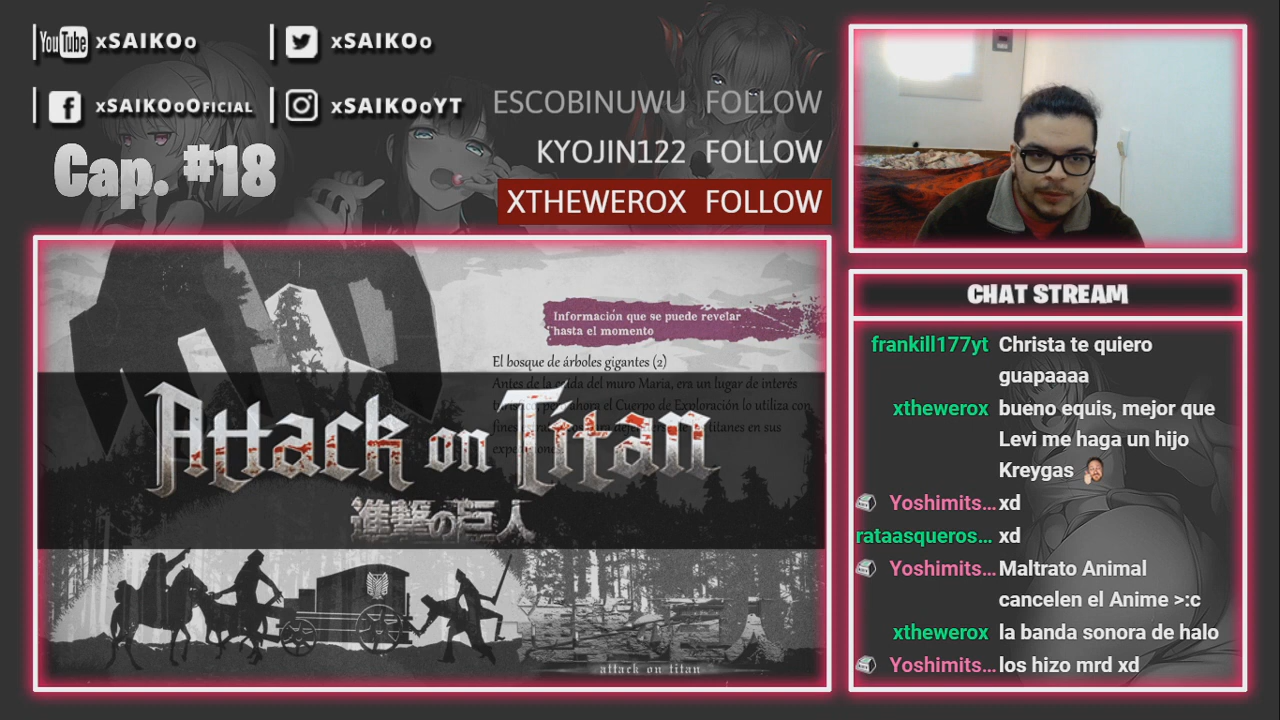 YouTube xSAIKOo
xSAIKOo
xSAIKOoOFICIAL
xSAIKOoYT
Cap. #18
ESCOBINUWU FOLLOW
KYOJIN122 FOLLOW
XTHEWEROX FOLLOW
Información que se puede revelar
hasta el momento
El bosque de árboles gigantes (2)
Antes de la caída del muro Maria, era un lugar de interés
ahora el Cuerpo de Exploración lo utiliza con
fines titanes en sus
Attack on Titan
進撃の巨人
attack on titan
CHAT STREAM
frankill177yt Christa te quiero
guapaaaa
xthewerox bueno equis, mejor que
Levi me haga un hijo
Kreygas
Yoshimits... xd
rataasqueros... xd
Yoshimits... Maltrato Animal
cancelen el Anime >:c
xthewerox la banda sonora de halo
Yoshimits... los hizo mrd xd